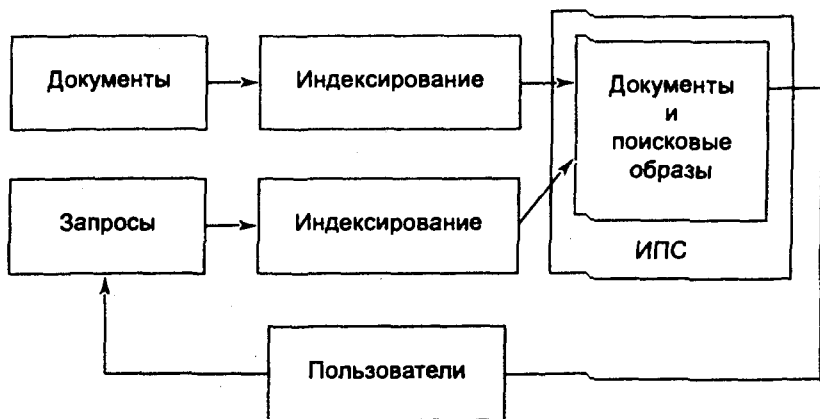 Документы
Индексирование
Документы
и
поисковые
образы
Запросы
Индексирование
ИПС
Пользователи